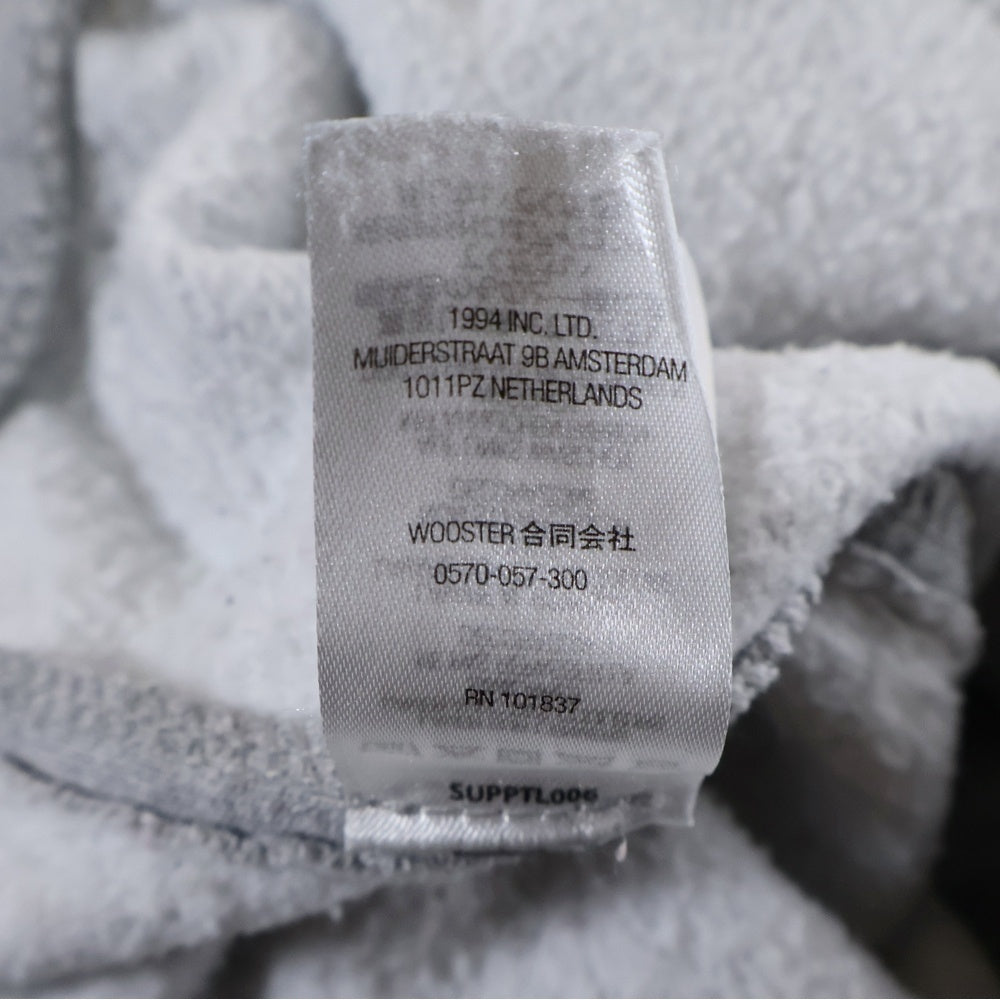 1994 INC. LTD.
MUIDERSTRAAT 9B AMSTERDAM
1011PZ NETHERLANDS
WOOSTER 合同会社
0570-057-300
RN 101837
SUPPTL006